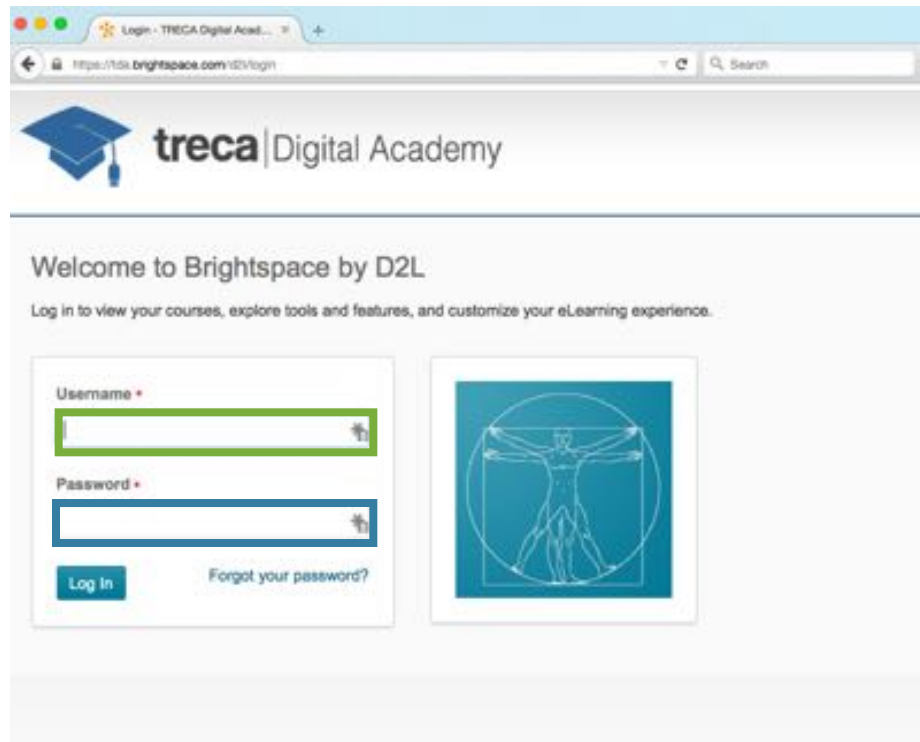 Login - TRECA Digital Acad...
https://tda.brightspace.com/d2l/login
Search
treca|Digital Academy
Welcome to Brightspace by D2L
Log in to view your courses, explore tools and features, and customize your eLearning experience.
Username •
Password •
Log In
Forgot your password?